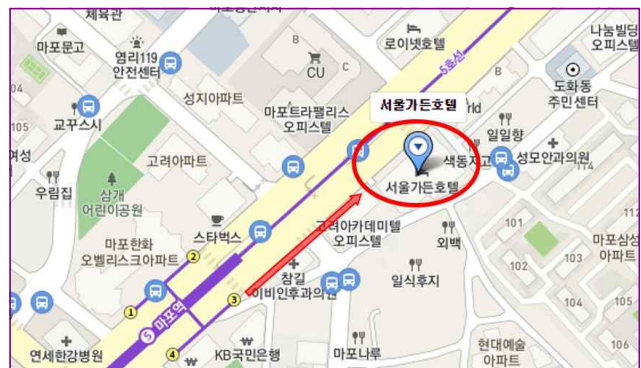 체육관
마포문고
염리119
안전센터
교꾸스시
105
여성
우림집
삼개
어린이공원
성지아파트
고려아파트
마포한화
오벨리스크아파트
스타벅스
B
CU
C
마포트라팰리스
오피스텔
로이넷호텔
B
5호선
서울가든호텔
나눔빌딩
오피스텔
도화동
주민센터
일일향
색동저고
성모안과의원
서울가든호텔
고려아카데미텔
오피스텔
외백
일식후지
참길
이비인후과의원
101
102
103
104
105
106
111
112
114
마포삼성
아파트
현대예술
아파트
마포나루
KB국민은행
연세한강병원
5 마포역
1
2
3
4